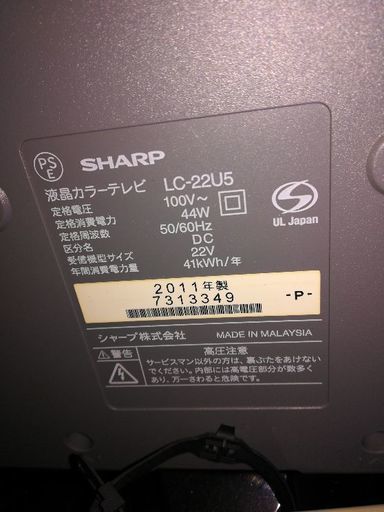 PS
E
SHARP
液晶カラーテレビ LC-22U5
定格電圧 100V～
定格消費電力 44W
定格周波数 50/60Hz
区分名 DC
受信機型サイズ 22V
年間消費電力量 41kWh/年
UL Japan
2011年製
7313349
-P-
シャープ株式会社 MADE IN MALAYSIA
警告 高圧注意
サービスマン以外の方は、裏ぶたをあけない
でください。内部には高電圧部分が数多く
あり、万一さわると危険です。